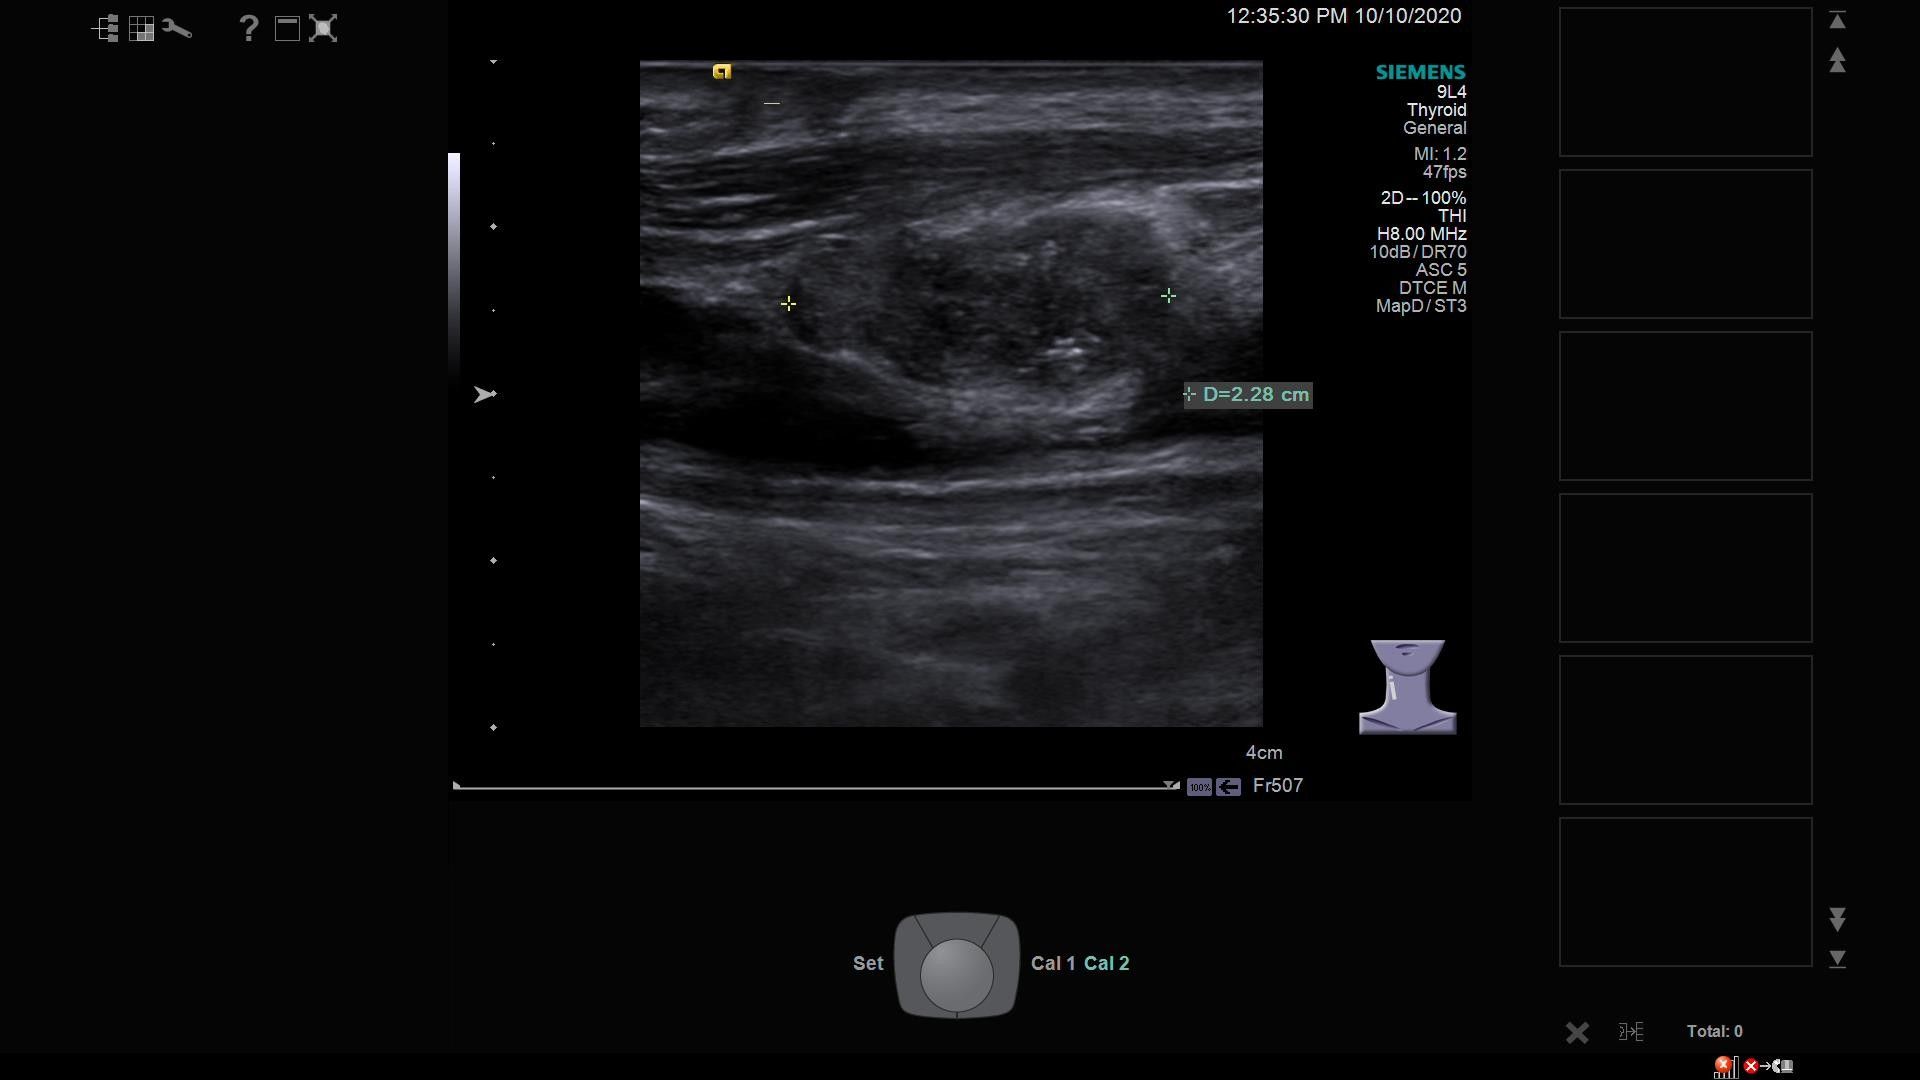 ?
12:35:30 PM 10/10/2020
SIEMENS
9L4
Thyroid
General
MI: 1.2
47fps
2D--100%
THI
H8.00 MHz
10dB/DR70
ASC 5
DTCE M
MapD/ST3
D=2.28 cm
4cm
100%
Fr507
Set
Cal 1 Cal 2
Total: 0